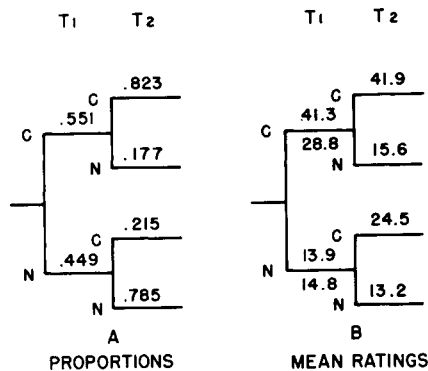 T1 T2 T1 T2
.823 41.9
C C
.551 41.3
C C
.177 28.8 15.6
N N
.215 24.5
C C
.449 13.9
N N
.785 14.8 13.2
N N
A B
PROPORTIONS MEAN RATINGS